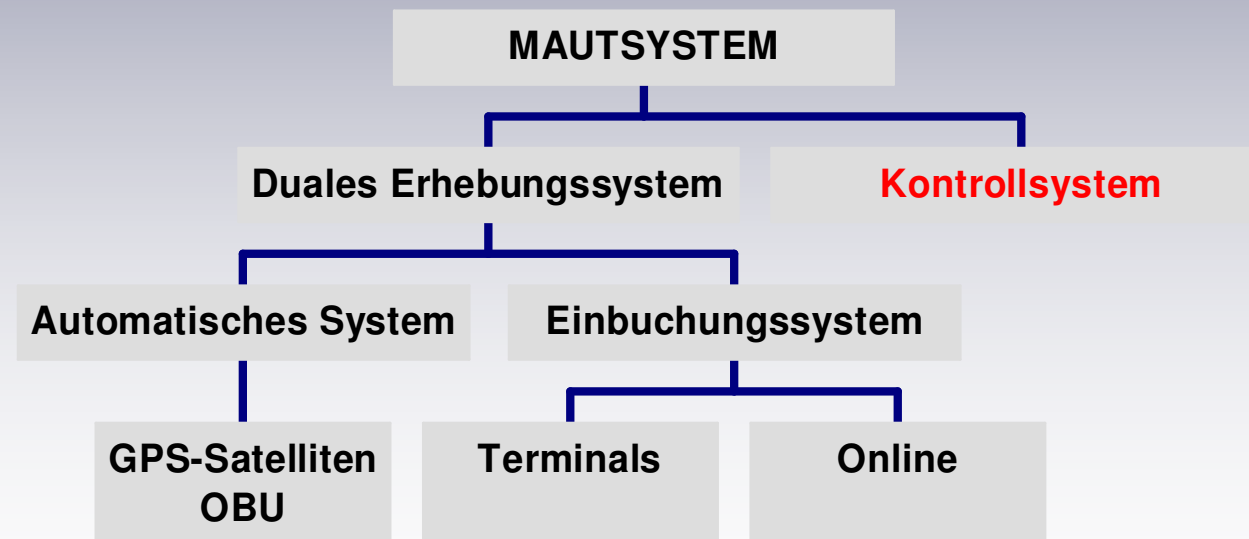 MAUTSYSTEM
Duales Erhebungssystem
Kontrollsystem
Automatisches System
Einbuchungssystem
GPS-Satelliten
OBU
Terminals
Online